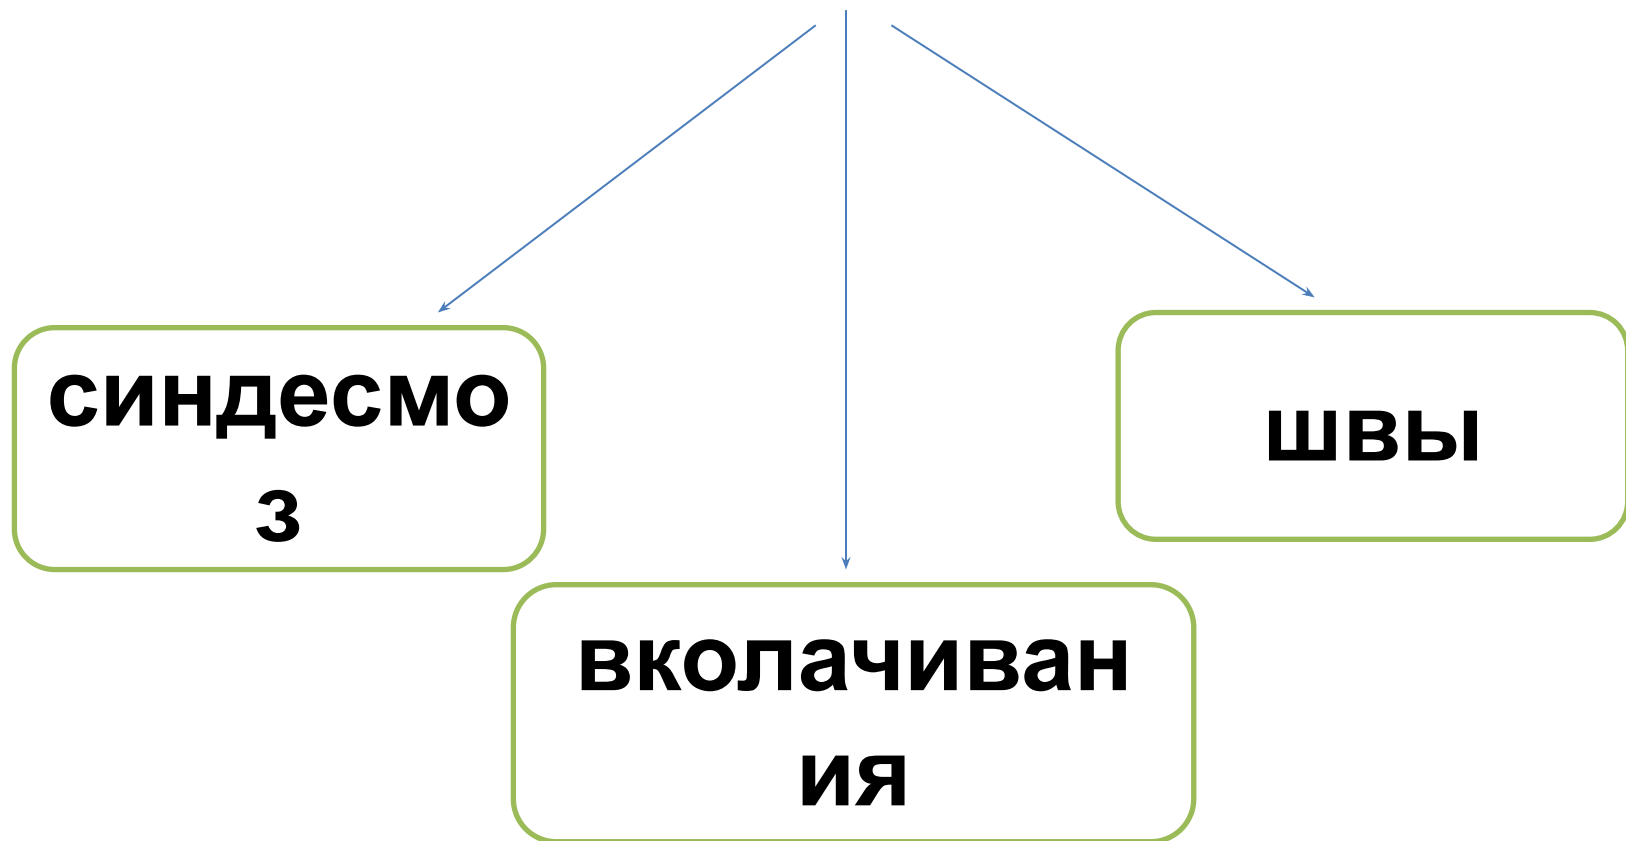 синдесмо
з
швы
вколачиван
ия